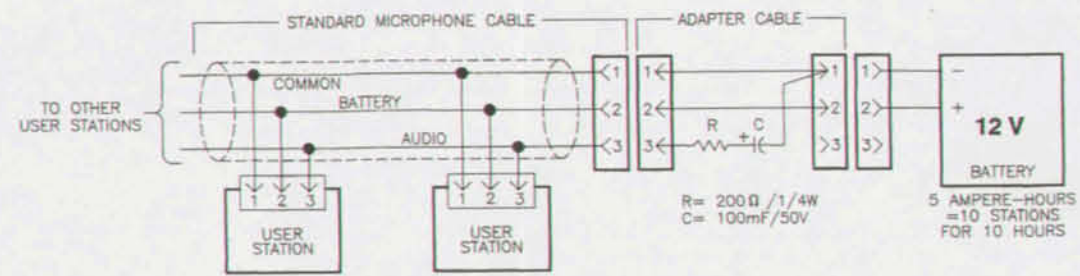 STANDARD MICROPHONE CABLE
ADAPTER CABLE
TO OTHER
USER STATIONS
COMMON
BATTERY
AUDIO
1 2 3
USER
STATION
1 2 3
USER
STATION
1
2
3
1
2
3
R + C
1
2
3
1
2
3
R= 200Ω /1/4W
C= 100mF/50V
-
+
12 V
BATTERY
5 AMPERE-HOURS
=10 STATIONS
FOR 10 HOURS